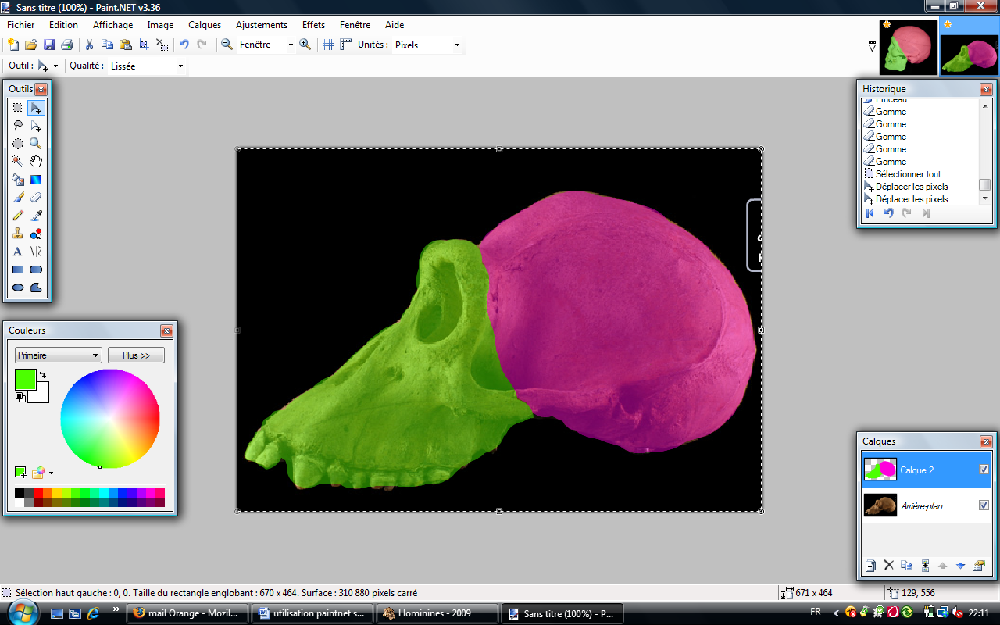 Sans titre (100%) - Paint.NET v3.36
Fichier Edition Affichage Image Calques Ajustements Effets Fenêtre Aide
Fenêtre Unités : Pixels
Outil : Qualité : Lissée
Outils
Historique
Pinceau
Gomme
Gomme
Gomme
Gomme
Gomme
Sélectionner tout
Déplacer les pixels
Déplacer les pixels
Couleurs
Primaire Plus >>
Calques
Calque 2
Arrière-plan
Sélection haut gauche : 0, 0. Taille du rectangle englobant : 670 x 464. Surface : 310 880 pixels carré
671 x 464
129, 556
mail Orange - Mozil...
utilisation paintnet s...
Hominines - 2009
Sans titre (100%) - P...
FR
22:11